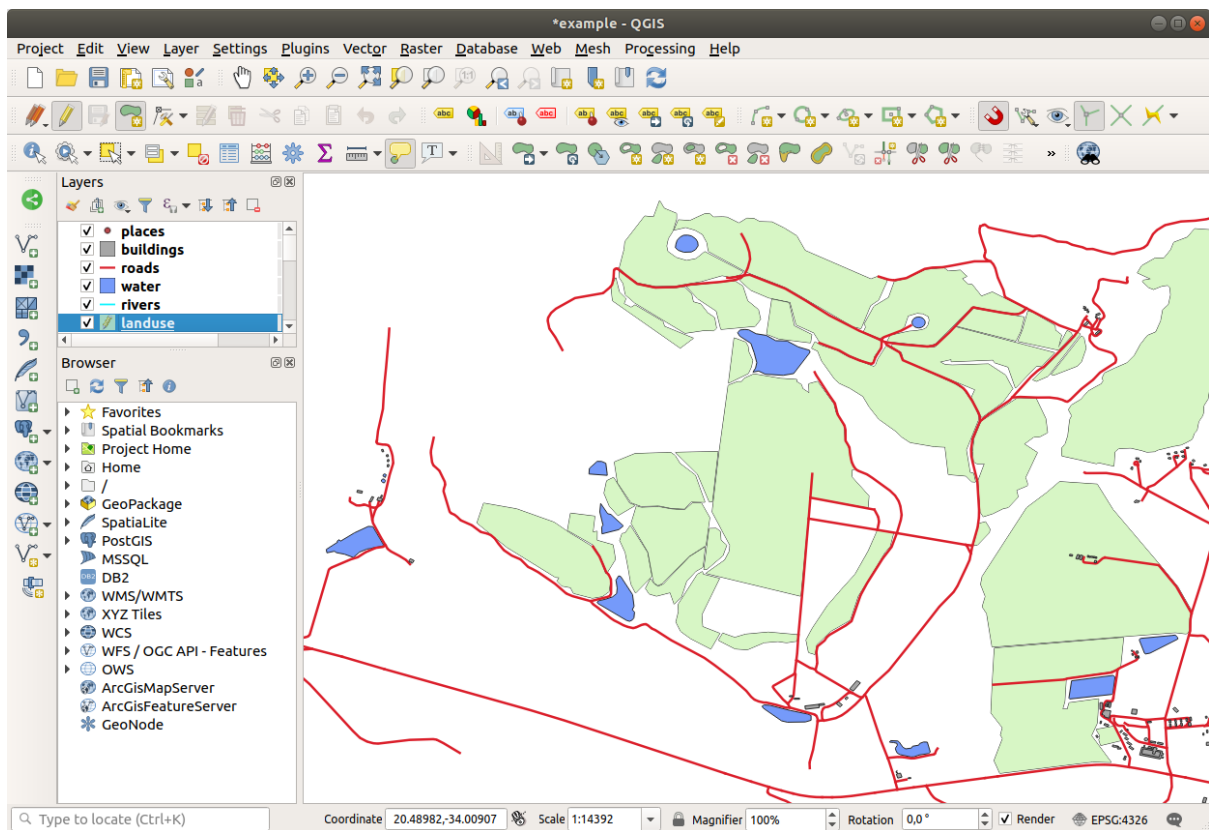 *example - QGIS
Project Edit View Layer Settings Plugins Vector Raster Database Web Mesh Processing Help
Layers
places
buildings
roads
water
rivers
landuse
Browser
Favorites
Spatial Bookmarks
Project Home
Home
/
GeoPackage
SpatiaLite
PostGIS
MSSQL
DB2
WMS/WMTS
XYZ Tiles
WCS
WFS / OGC API - Features
OWS
ArcGisMapServer
ArcGisFeatureServer
GeoNode
Type to locate (Ctrl+K) Coordinate 20.48982,-34.00907 Scale 1:14392 Magnifier 100% Rotation 0,0 ° Render EPSG:4326